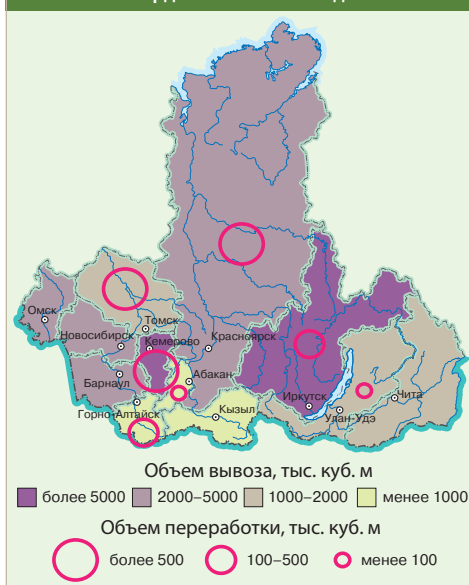 Омск
Новосибирск
Томск
Кемерово
Красноярск
Барнаул
Абакан
Горно-Алтайск
Кызыл
Иркутск
Улан-Удэ
Чита
Объем вывоза, тыс. куб. м
более 5000 2000–5000 1000–2000 менее 1000
Объем переработки, тыс. куб. м
более 500 100–500 менее 100